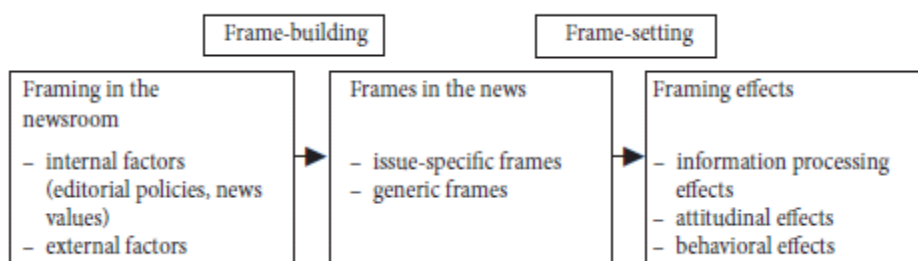 Frame-building
Frame-setting
Framing in the
newsroom
– internal factors
(editorial policies, news
values)
– external factors
Frames in the news
– issue-specific frames
– generic frames
Framing effects
– information processing
effects
– attitudinal effects
– behavioral effects